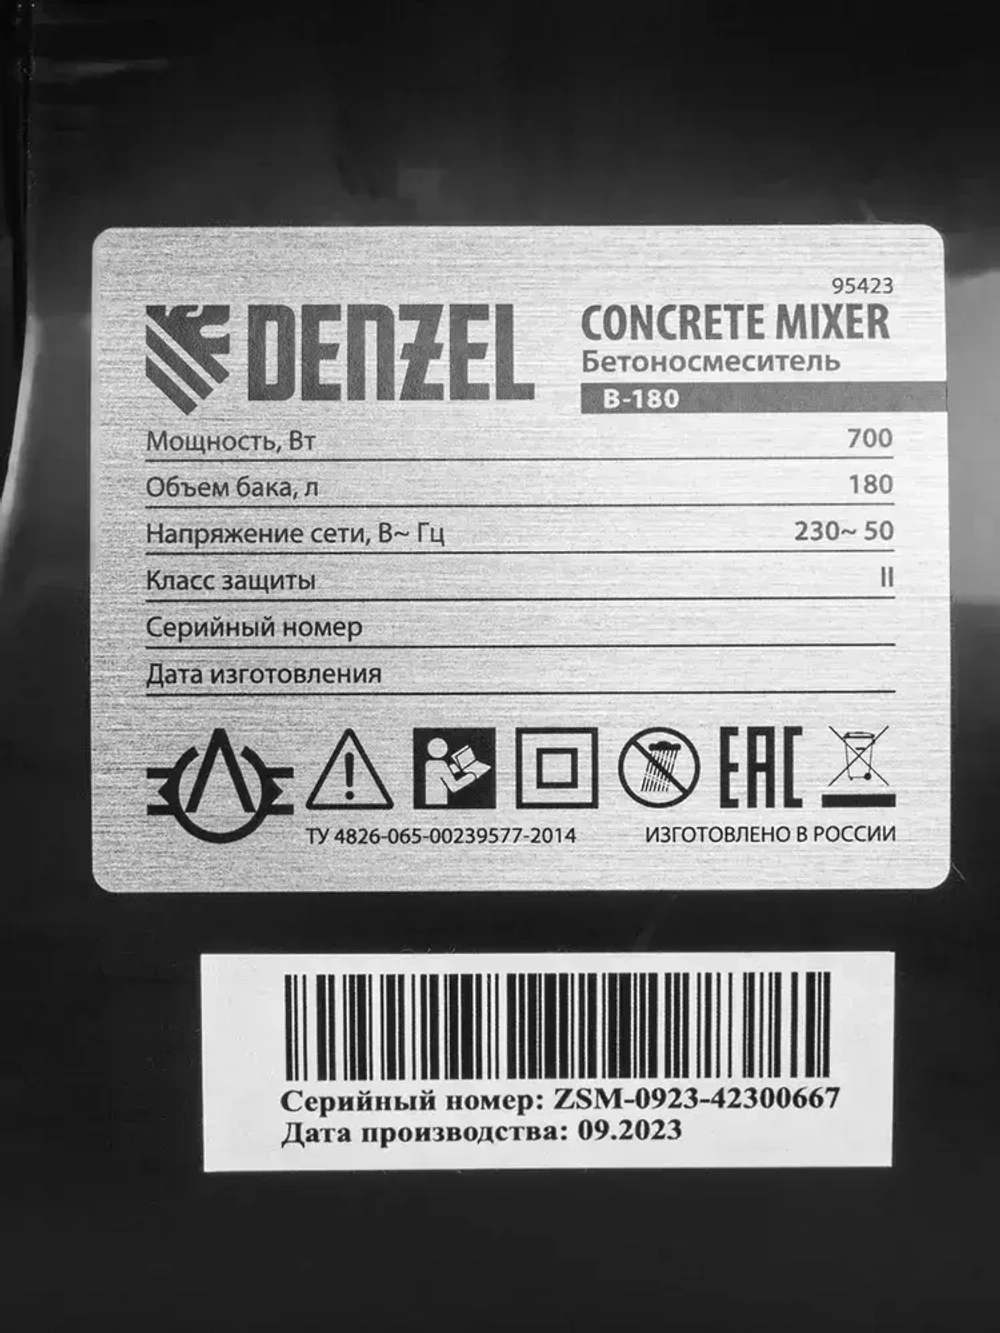 95423
DENZEL
CONCRETE MIXER
Бетоносмеситель
B-180
Мощность, Вт 700
Объем бака, л 180
Напряжение сети, В~ Гц 230~ 50
Класс защиты II
Серийный номер
Дата изготовления
EAC
ТУ 4826-065-00239577-2014 ИЗГОТОВЛЕНО В РОССИИ
Серийный номер: ZSM-0923-42300667
Дата производства: 09.2023